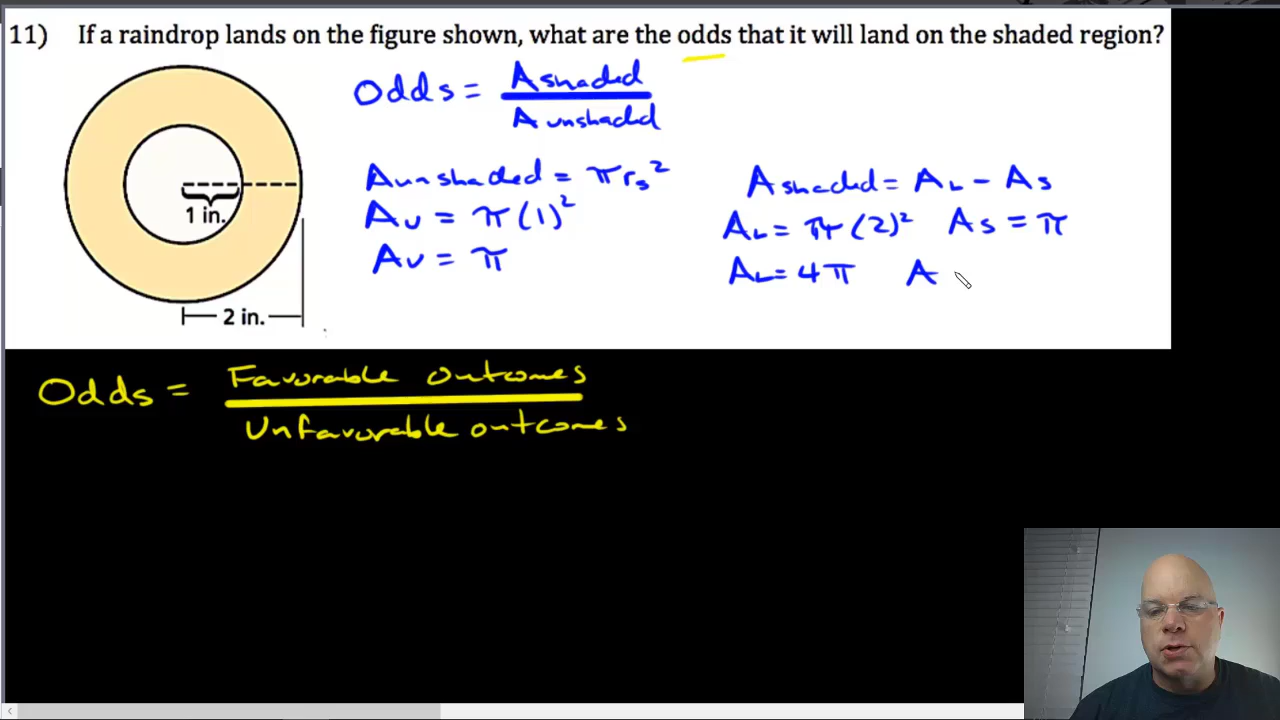 11) If a raindrop lands on the figure shown, what are the odds that it will land on the shaded region?
Odds = A shaded
A unshaded
A unshaded = πrs²
Au = π(1)²
Au = π
A shaded = AL - As
AL = π(2)² As = π
AL = 4π A
1 in.
2 in.
Odds = Favorable outcomes
Unfavorable outcomes